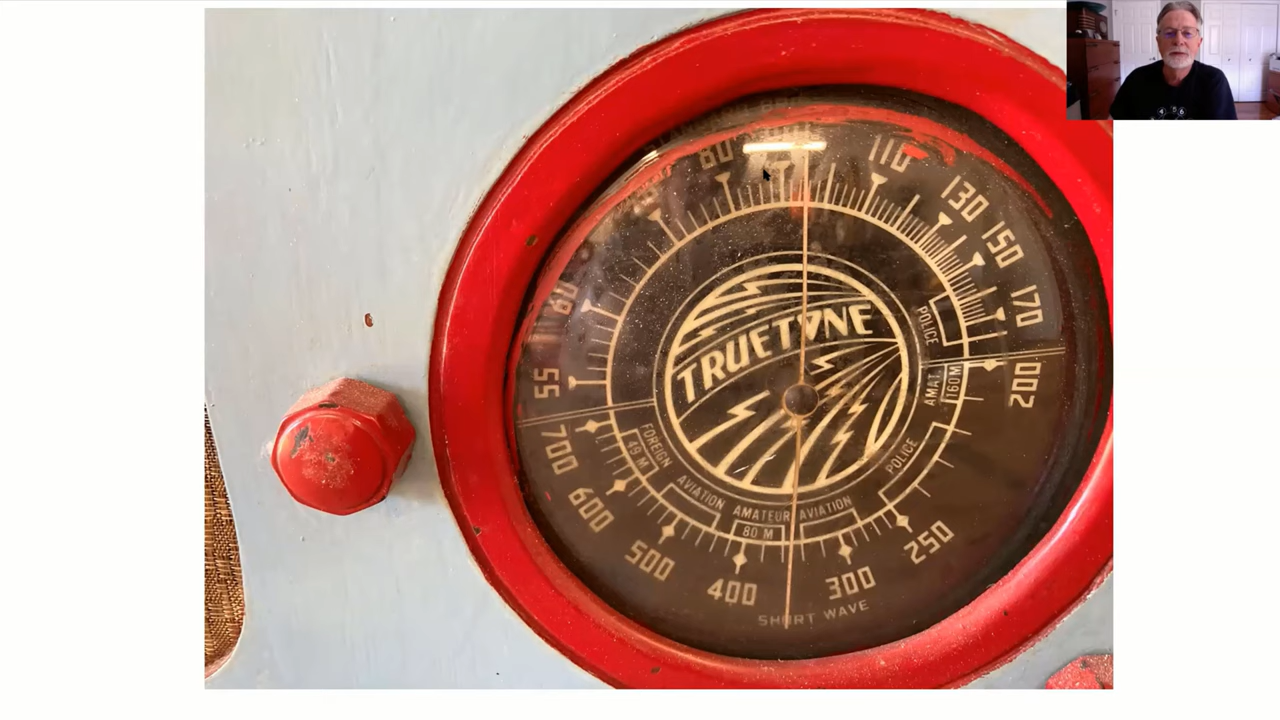 80
110
130
150
170
60
55
200
TRUETONE
POLICE
AMAT.
160 M
POLICE
FOREIGN
49 M
AVIATION
AMATEUR
80 M
AVIATION
700
600
500
400
300
250
SHORT WAVE